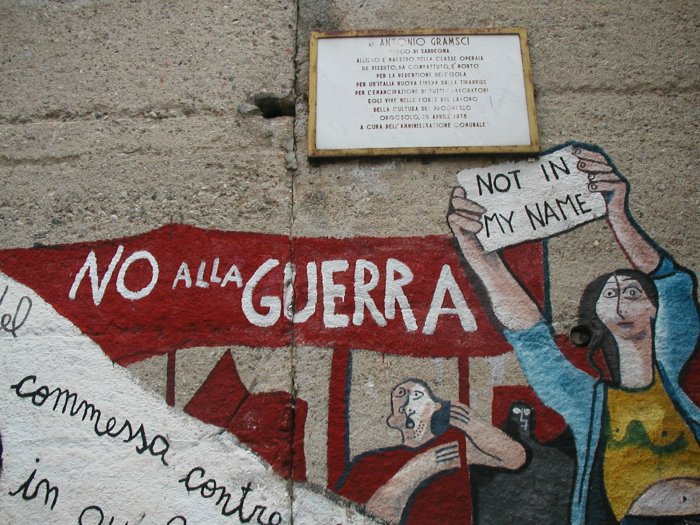 AD ANTONIO GRAMSCI
FIGLIO DI SARDEGNA
ALLIEVO E MAESTRO DELLA CLASSE OPERAIA
HA VISSUTO, HA COMBATTUTO, È MORTO
PER LA REDENZIONE DELL'ISOLA
PER UN'ITALIA NUOVA LIBERA DALLA TIRANNIDE
PER L'EMANCIPAZIONE DI TUTTI I LAVORATORI
EGLI VIVE NELLE FORZE DEL LAVORO
DELLA CULTURA DEL PROGRESSO
ORGOSOLO, 25 APRILE 1978
A CURA DELL'AMMINISTRAZIONE COMUNALE
NOT IN
MY NAME
NO ALLA GUERRA
del
commessa contro
in